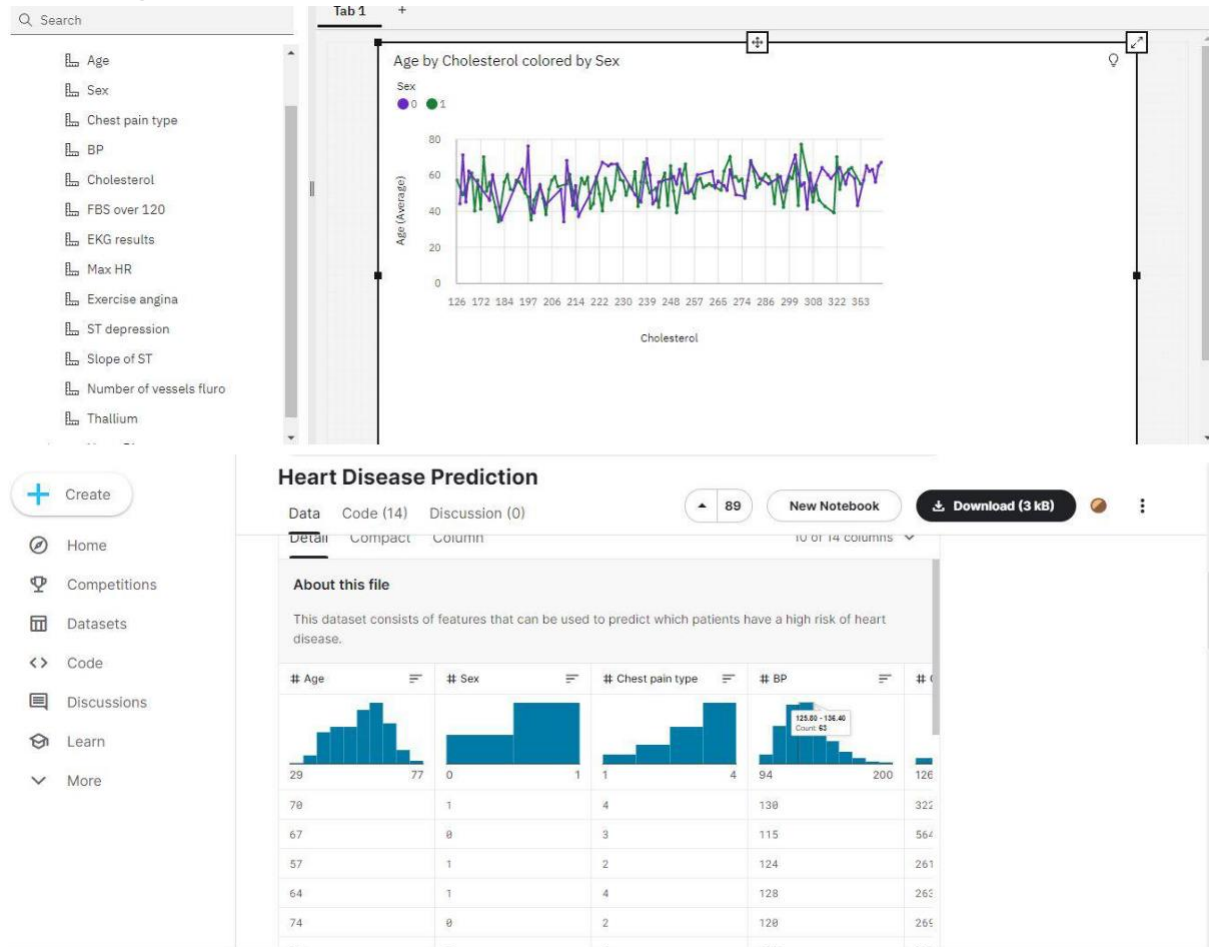 Search
Age
Sex
Chest pain type
BP
Cholesterol
FBS over 120
EKG results
Max HR
Exercise angina
ST depression
Slope of ST
Number of vessels fluro
Thallium
Tab 1 +
Age by Cholesterol colored by Sex
Sex
0 1
80
60
40
20
0
Age (Average)
126 172 184 197 206 214 222 230 239 248 257 265 274 286 299 308 322 353
Cholesterol
Create
Home
Competitions
Datasets
Code
Discussions
Learn
More
Heart Disease Prediction
Data Code (14) Discussion (0)
89 New Notebook Download (3 kB)
Detail Compact Column 10 of 14 columns
About this file
This dataset consists of features that can be used to predict which patients have a high risk of heart
disease.
# Age # Sex # Chest pain type # BP #
125.80 - 136.40
Count: 63
29 77 0 1 1 4 94 200 126
70 1 4 130 322
67 0 3 115 564
57 1 2 124 261
64 1 4 128 263
74 0 2 120 269